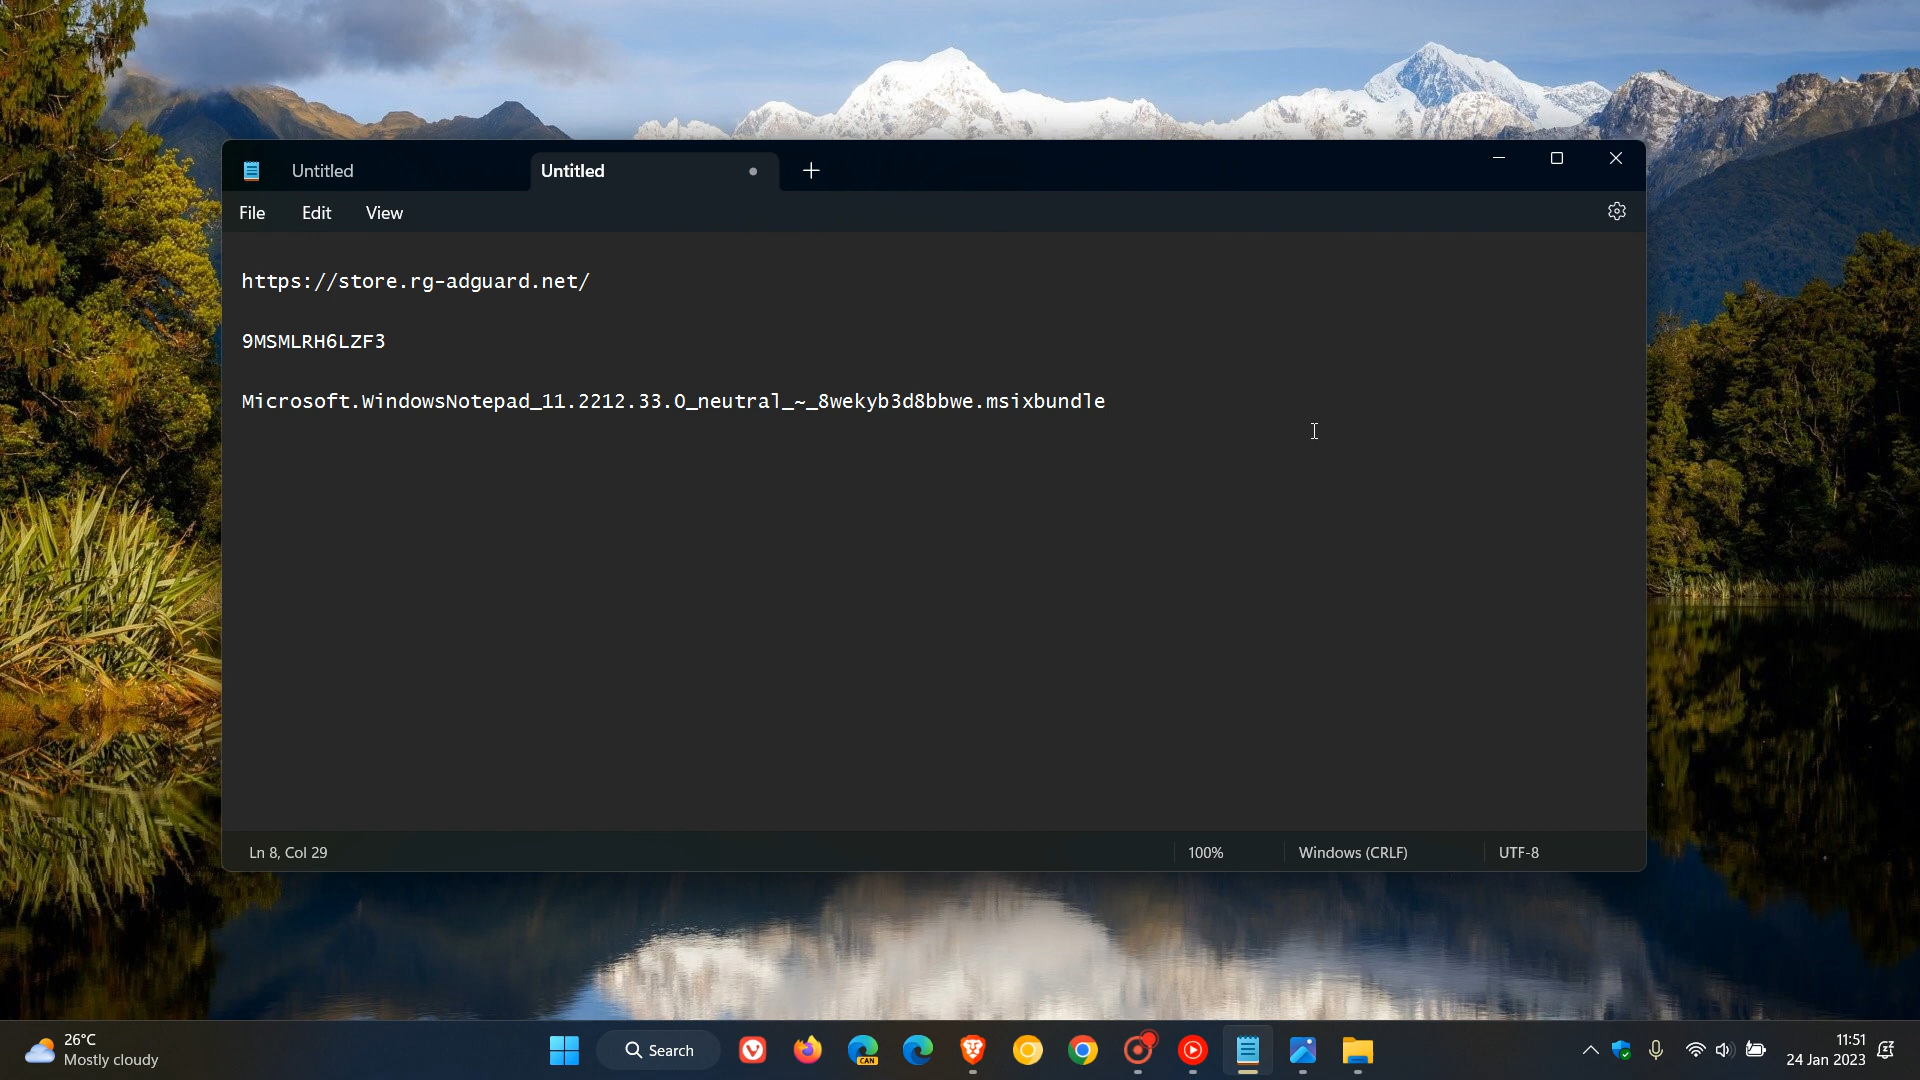 Untitled
Untitled
File Edit View
https://store.rg-adguard.net/
9MSMLRH6LZF3
Microsoft.WindowsNotepad_11.2212.33.0_neutral_~_8wekyb3d8bbwe.msixbundle
Ln 8, Col 29
100%
Windows (CRLF)
UTF-8
26°C
Mostly cloudy
Search
CAN
11:51
24 Jan 2023